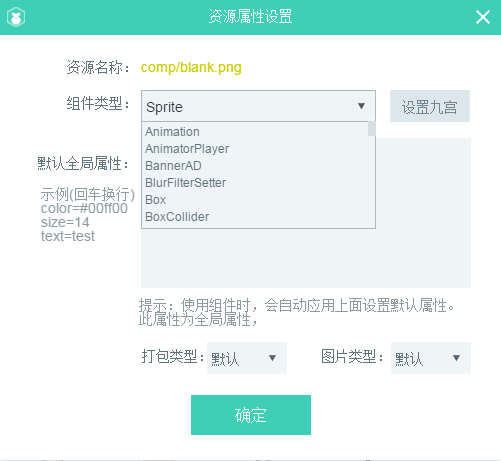 资源属性设置
资源名称： comp/blank.png
组件类型： Sprite 设置九宫
Animation
AnimatorPlayer
BannerAD
BlurFilterSetter
Box
BoxCollider
默认全局属性：
示例(回车换行)
color=#00ff00
size=14
text=test
提示：使用组件时，会自动应用上面设置默认属性。
此属性为全局属性，
打包类型： 默认 图片类型： 默认
确定